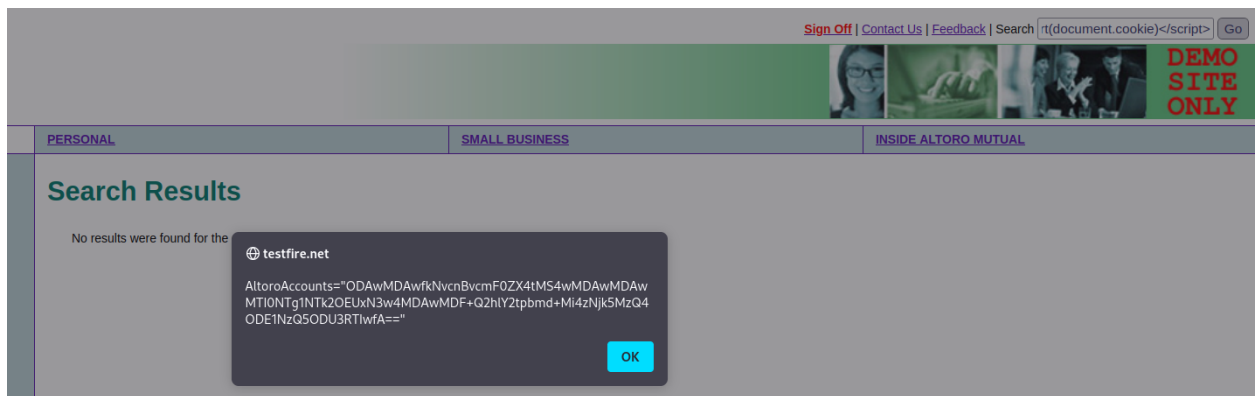 Sign Off | Contact Us | Feedback | Search rt(document.cookie)</script> Go
DEMO
SITE
ONLY
PERSONAL
SMALL BUSINESS
INSIDE ALTORO MUTUAL
Search Results
No results were found for the
testfire.net
AltoroAccounts="ODAwMDAwfkNvcnBvcmF0ZX4tMS4wMDAwMDAw
MTI0NTg1NTk2OEUxN3w4MDAwMDF+Q2hlY2tpbmd+Mi4zNjk5MzQ4
ODE1NzQ5ODU3RTIwfA=="
OK